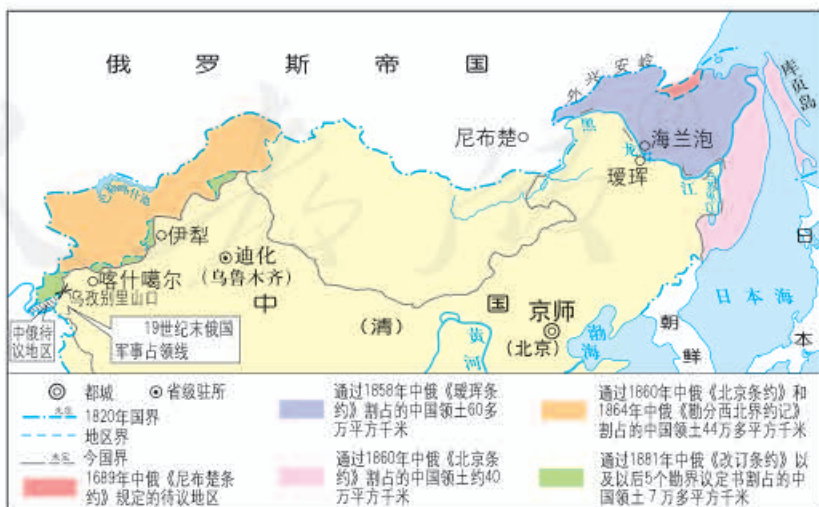 俄罗斯帝国
外兴安岭
库页岛
尼布楚
黑
龙
江
海兰泡
瑷珲
伊犁
迪化
(乌鲁木齐)
喀什噶尔
乌孜别里山口
中俄待
议地区
19世纪末俄国
军事占领线
中
国
(清)
京师
(北京)
黄
河
渤
海
朝
鲜
日本海
日
本
都城
省级驻所
未定
1820年国界
地区界
未定
今国界
1689年中俄《尼布楚条
约》规定的待议地区
通过1858年中俄《瑷珲条
约》割占的中国领土60多
万平方千米
通过1860年中俄《北京条
约》割占的中国领土约40
万平方千米
通过1860年中俄《北京条约》和
1864年中俄《勘分西北界约记》
割占的中国领土44万多平方千米
通过1881年中俄《改订条约》以
及以后5个勘界议定书割占的中
国领土7万多平方千米